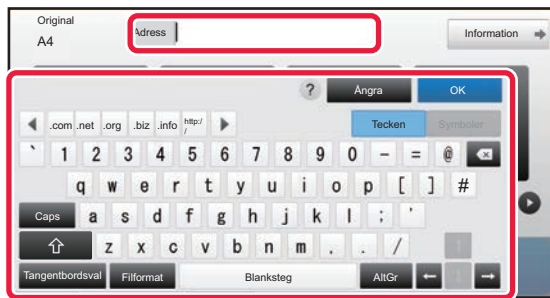 Original
A4
Adress
Information
?
Ångra
OK
.com .net .org .biz .info http://
Tecken
Symboler
` 1 2 3 4 5 6 7 8 9 0 - = @
q w e r t y u i o p [ ] #
Caps a s d f g h j k l ; '
z x c v b n m , . /
Tangentbordsval Filformat Blanksteg AltGr